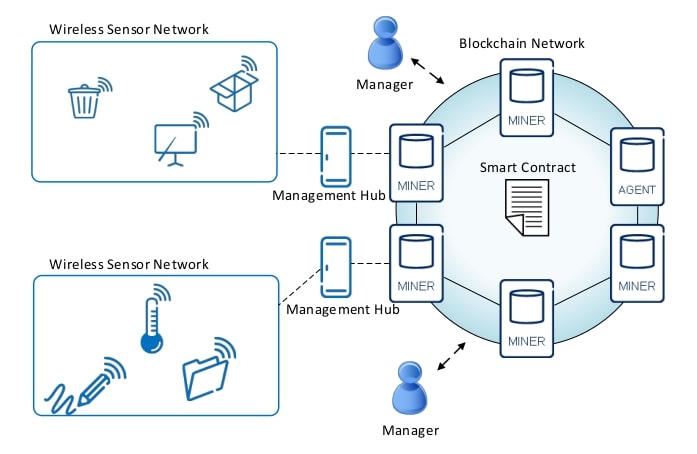 Wireless Sensor Network
Manager
Blockchain Network
MINER
MINER
Smart Contract
AGENT
Management Hub
Wireless Sensor Network
Management Hub
MINER
MINER
MINER
Manager